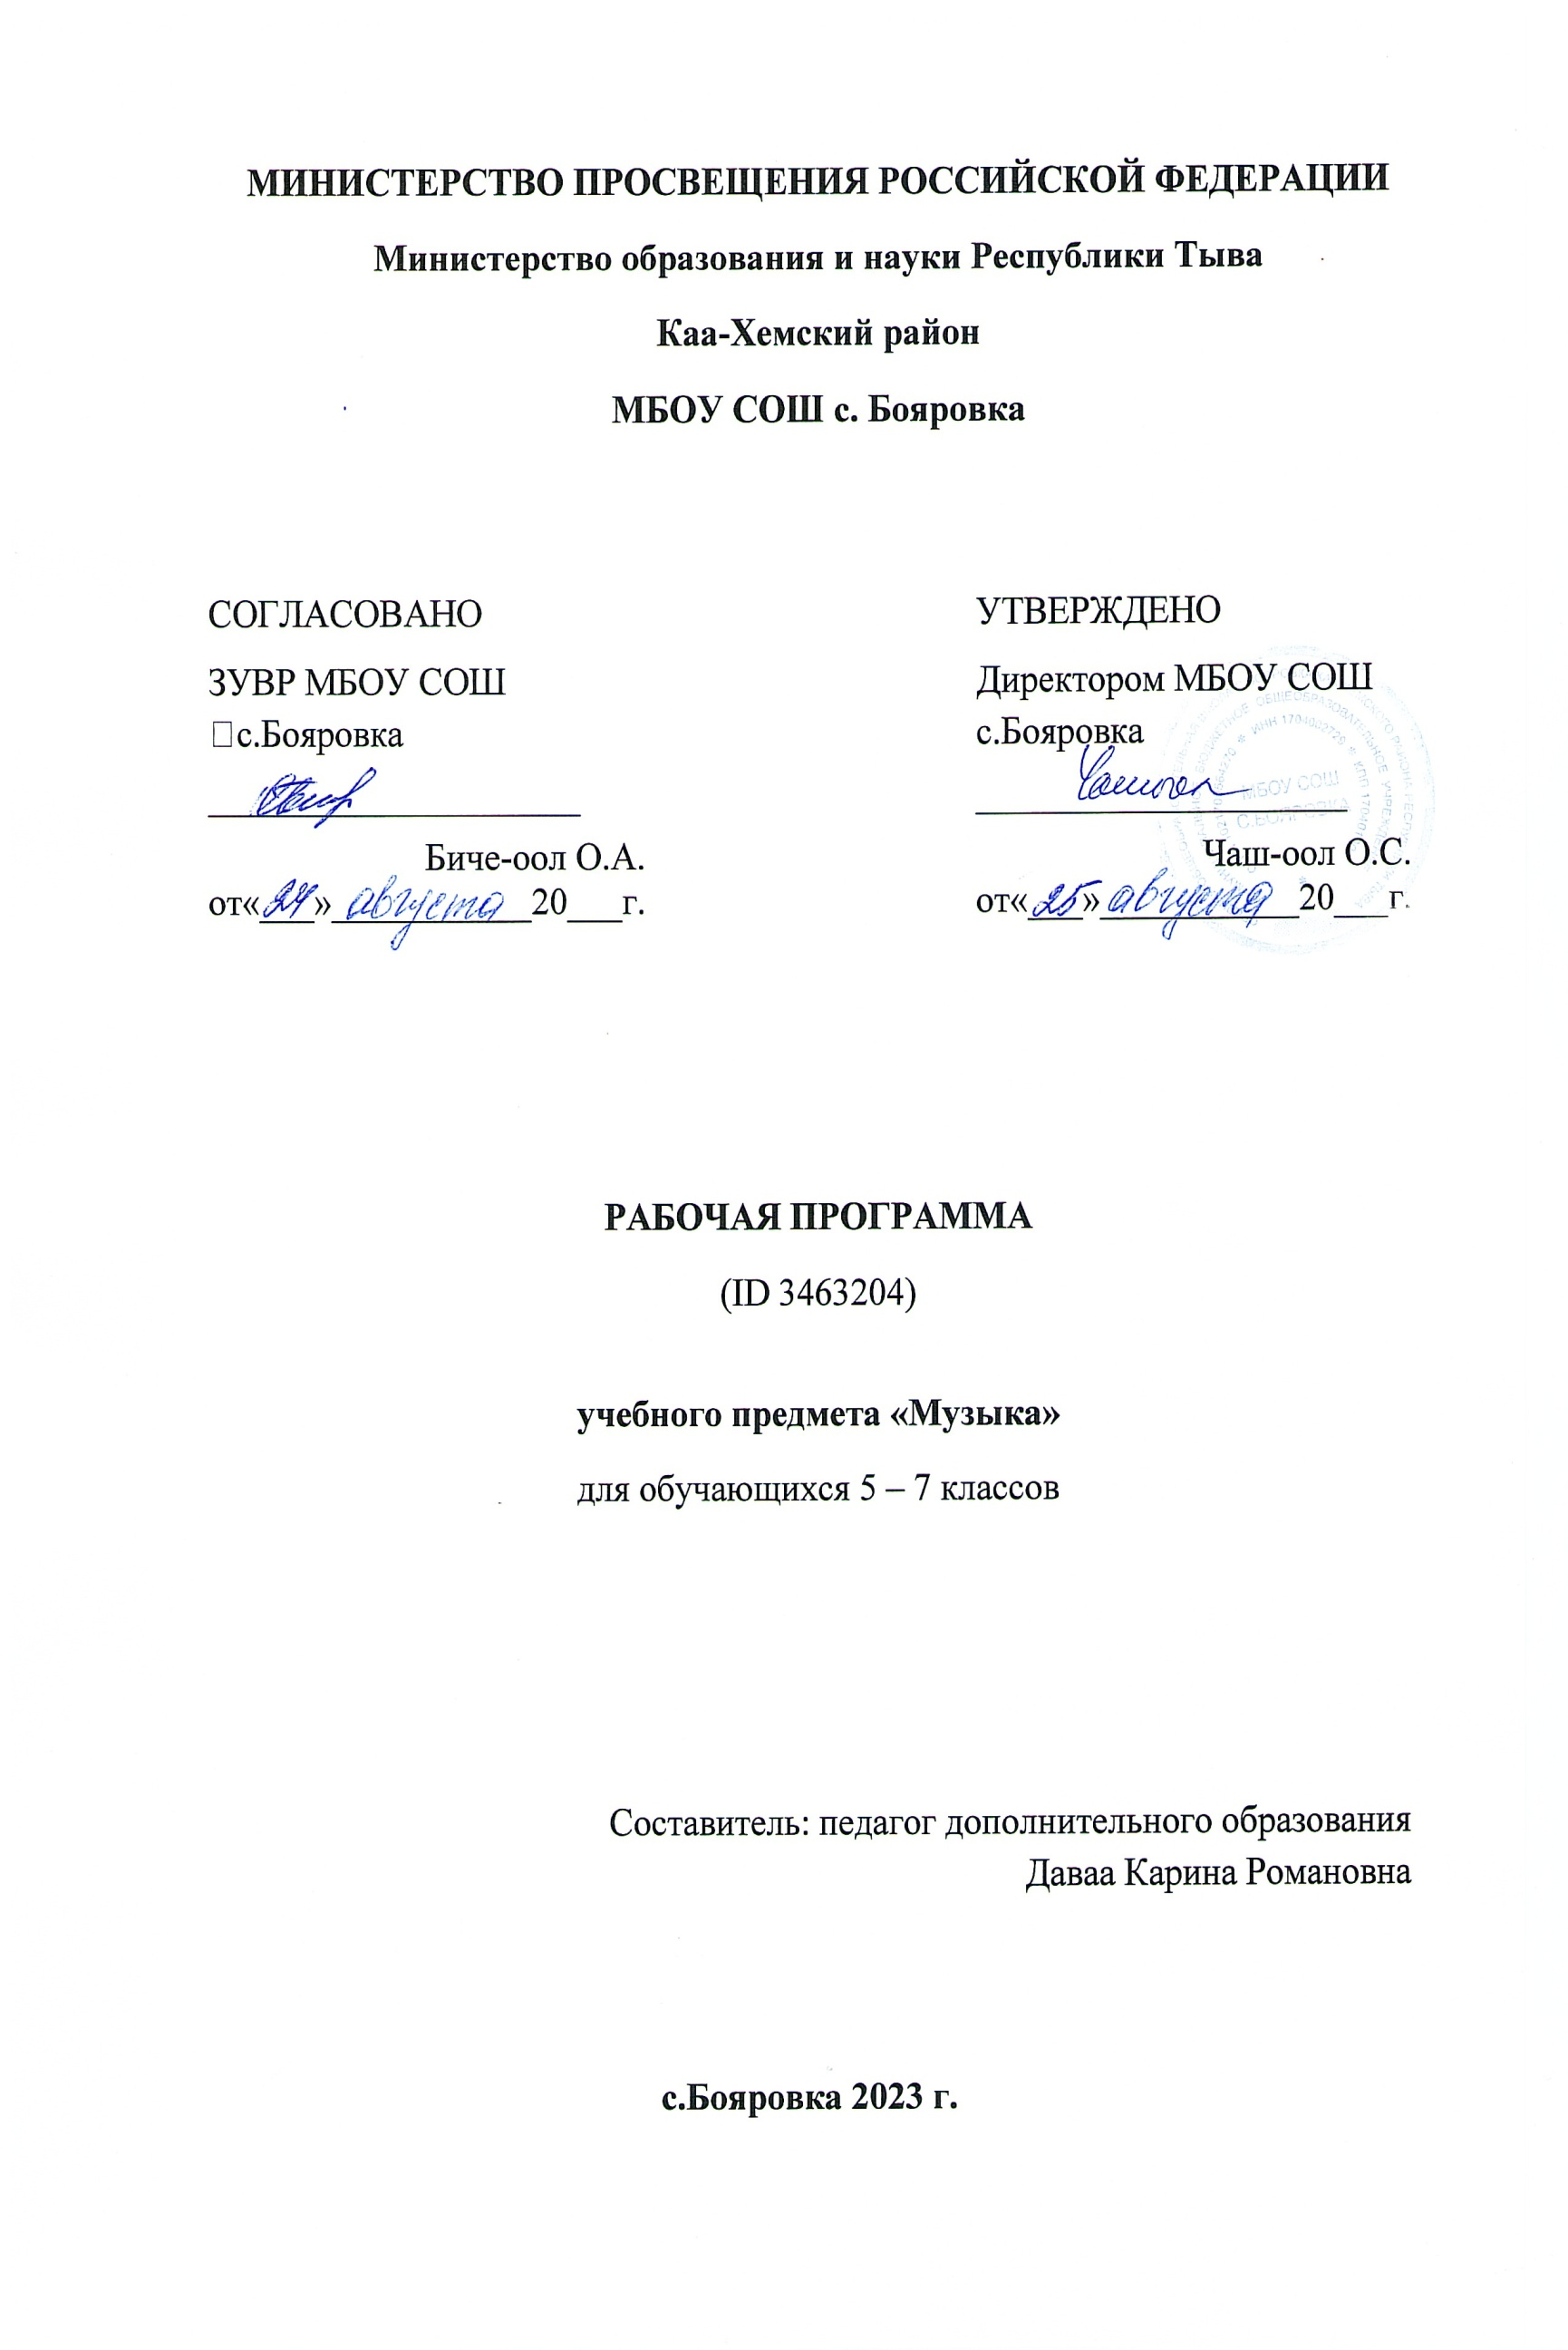 МИНИСТЕРСТВО ПРОСВЕЩЕНИЯ РОССИЙСКОЙ ФЕДЕРАЦИИ
Министерство образования и науки Республики Тыва
Каа-Хемский район
МБОУ СОШ с. Бояровка
СОГЛАСОВАНО
ЗУВР МБОУ СОШ
с.Бояровка
Биче-оол О.А.
от«24» августа 20___г.
УТВЕРЖДЕНО
Директором МБОУ СОШ
с.Бояровка
МБОУ СОШ
С.БОЯРОВКА
Чаш-оол О.С.
от«25» августа 20___г.
РАБОЧАЯ ПРОГРАММА
(ID 3463204)
учебного предмета «Музыка»
для обучающихся 5 – 7 классов
Составитель: педагог дополнительного образования
Даваа Карина Романовна
с.Бояровка 2023 г.